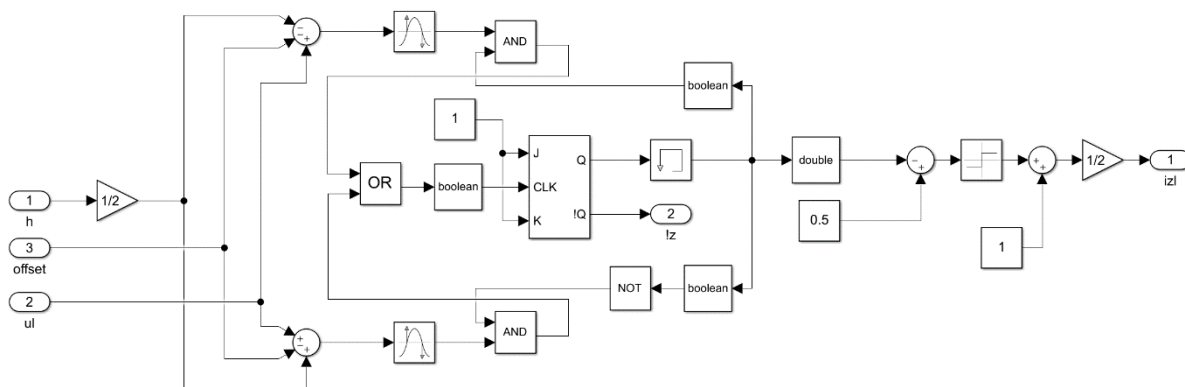 −
−
+
AND
boolean
1
J
Q
double
−
+
+
+
1/2
1
izl
OR
boolean
CLK
1
h
1/2
K
!Q
2
!z
0.5
1
3
offset
2
ul
NOT
boolean
+
−
+
AND